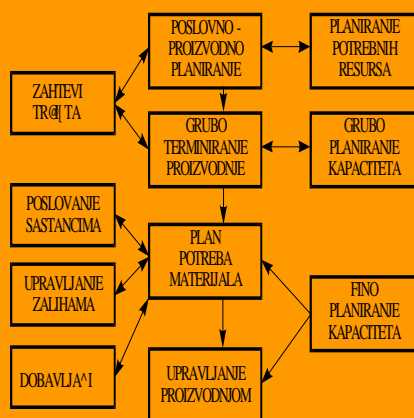 POSLOVNO -
PROIZVODNO
PLANIRANJE
PLANIRANJE
POTREBNIH
RESURSA
ZAHTEVI
TR@I[TA
GRUBO
TERMINIRANJE
PROIZVODNJE
GRUBO
PLANIRANJE
KAPACITETA
POSLOVANJE
SASTANCIMA
PLAN
POTREBA
MATERIJALA
UPRAVLJANJE
ZALIHAMA
FINO
PLANIRANJE
KAPACITETA
DOBAVLJA^I
UPRAVLJANJE
PROIZVODNJOM